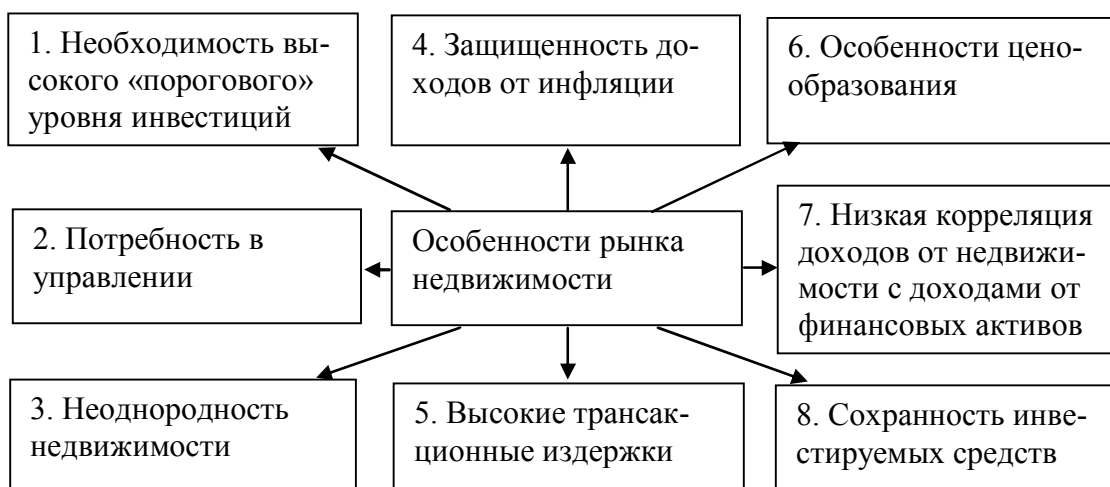 1. Необходимость вы-
сокого «порогового»
уровня инвестиций
4. Защищенность до-
ходов от инфляции
6. Особенности цено-
образования
2. Потребность в
управлении
Особенности рынка
недвижимости
7. Низкая корреляция
доходов от недвижи-
мости с доходами от
финансовых активов
3. Неоднородность
недвижимости
5. Высокие трансак-
ционные издержки
8. Сохранность инве-
стируемых средств